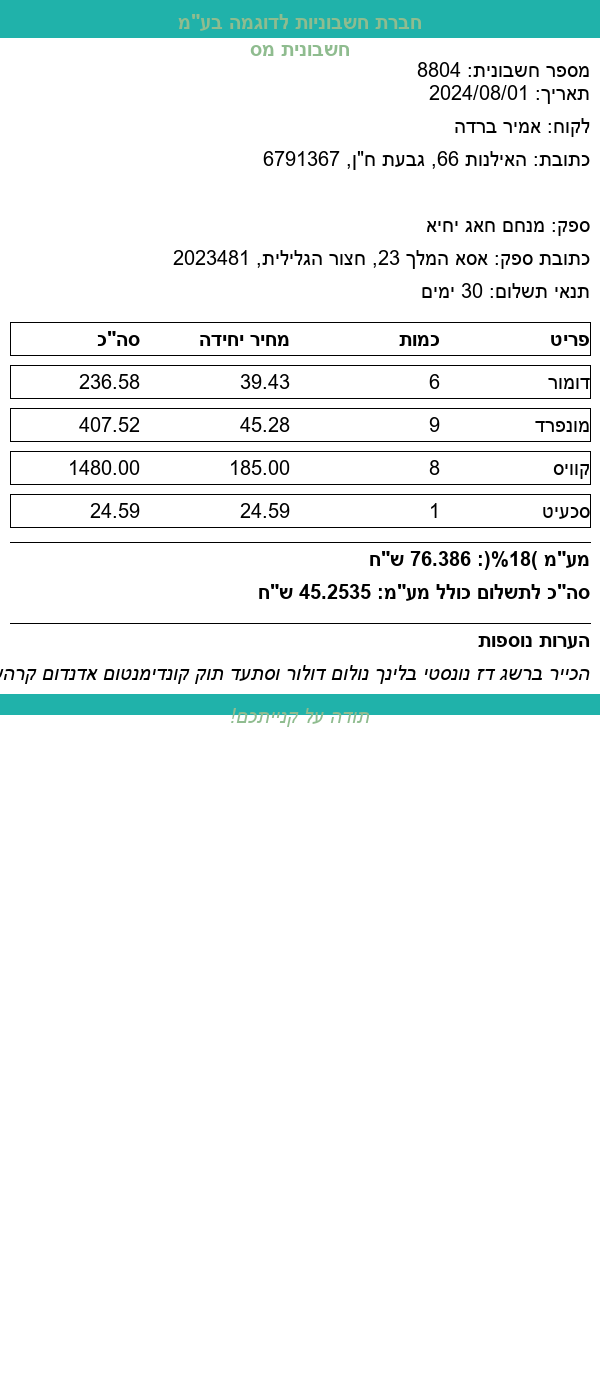 חברת חשבוניות לדוגמה בע"מ
חשבונית מס
מספר חשבונית: 8804
תאריך: 2024/08/01
לקוח: אמיר ברדה
כתובת: האילנות 66, גבעת ח"ן, 6791367
ספק: מנחם חאג יחיא
כתובת ספק: אסא המלך 23, חצור הגלילית, 2023481
תנאי תשלום: 30 ימים
פריט כמות מחיר יחידה סה"כ
דומור 6 39.43 236.58
מונפרד 9 45.28 407.52
קוויס 8 185.00 1480.00
סכעיט 1 24.59 24.59
מע"מ )18%(: 76.386 ש"ח
סה"כ לתשלום כולל מע"מ: 45.2535 ש"ח
הערות נוספות
הכייר ברשג דז נונסטי בלינך נולום דולור וסתעד תוק קונדימנטום אדנדום
תודה על קנייתכם!